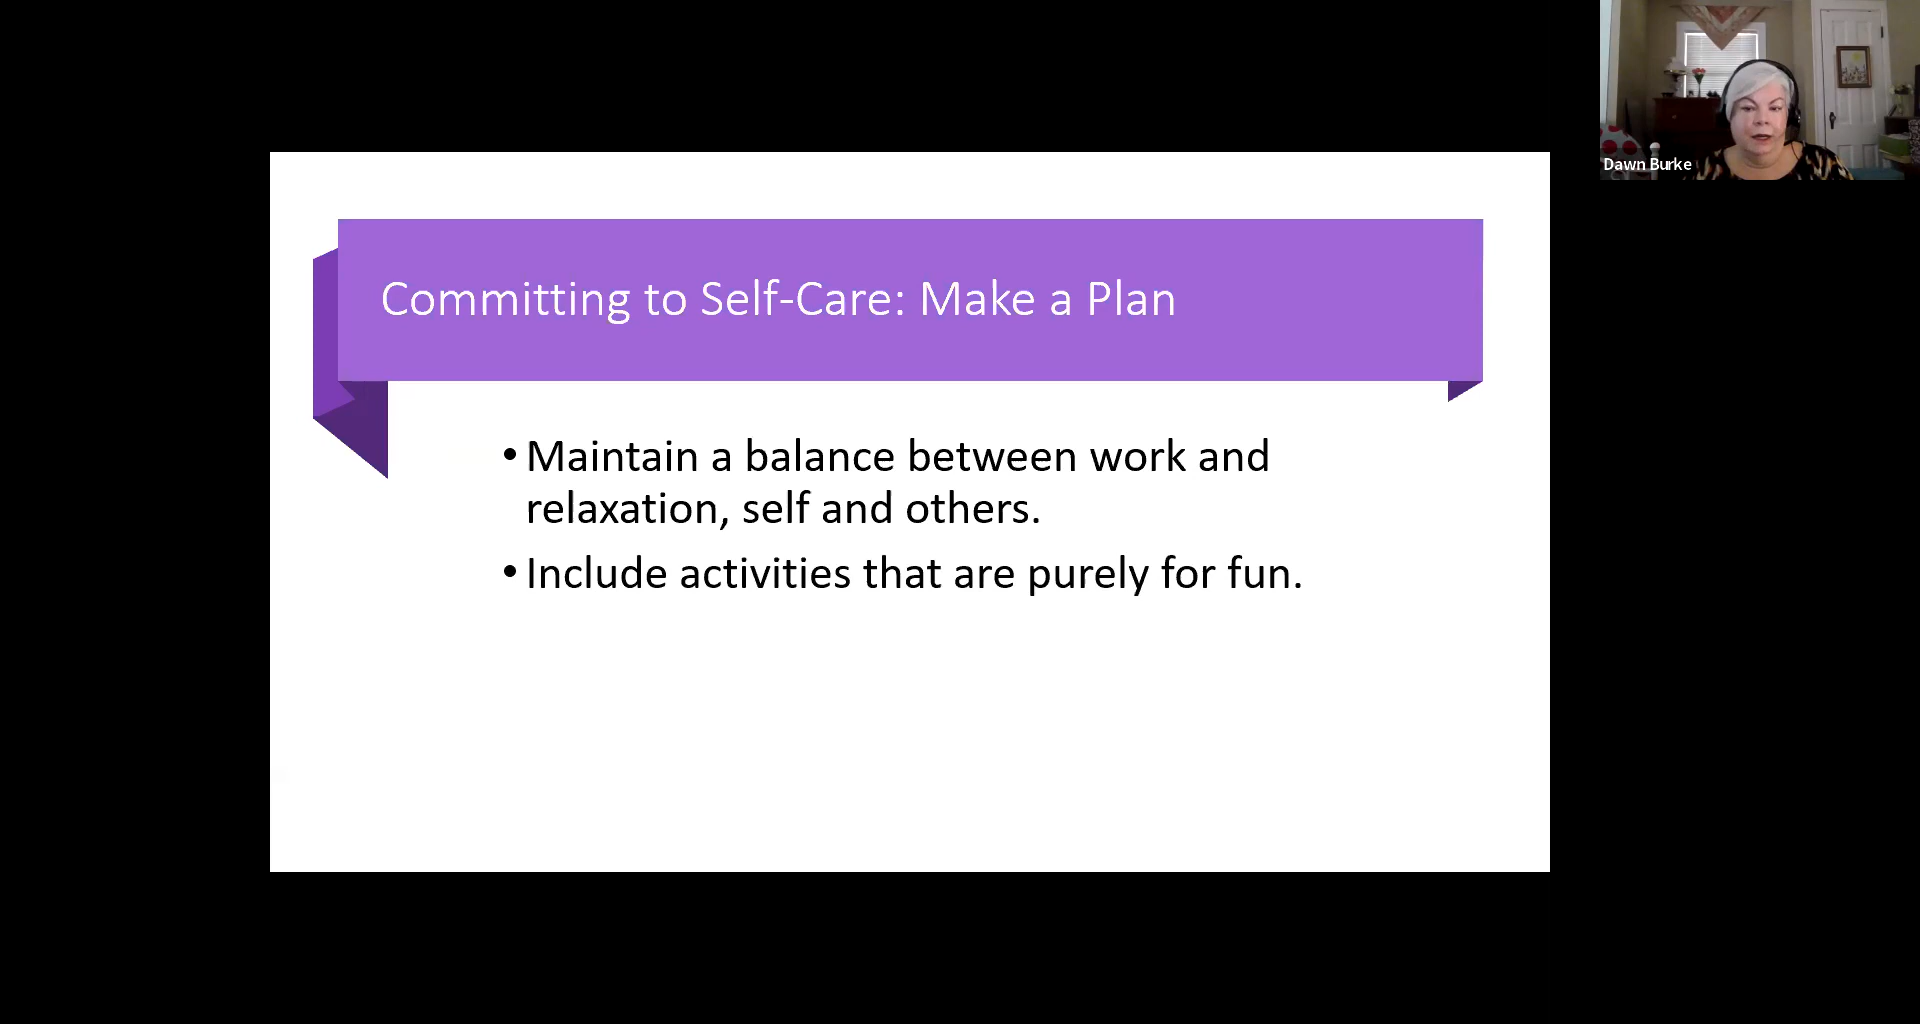 Committing to Self-Care: Make a Plan
• Maintain a balance between work and
relaxation, self and others.
• Include activities that are purely for fun.
Dawn Burke